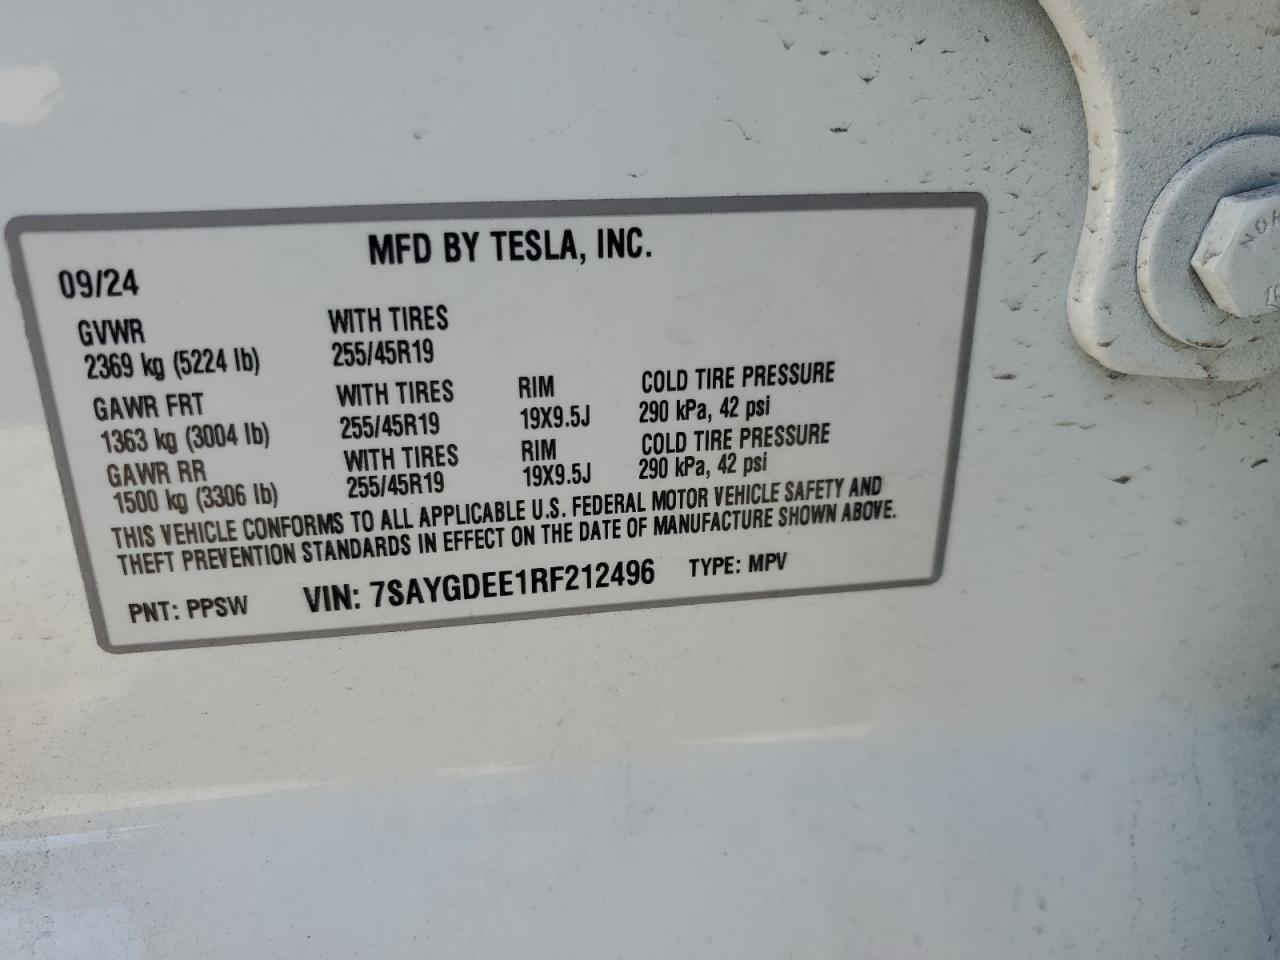 MFD BY TESLA, INC.
09/24
GVWR WITH TIRES
2369 kg (5224 lb) 255/45R19
GAWR FRT WITH TIRES RIM COLD TIRE PRESSURE
1363 kg (3004 lb) 255/45R19 19X9.5J 290 kPa, 42 psi
GAWR RR WITH TIRES RIM COLD TIRE PRESSURE
1500 kg (3306 lb) 255/45R19 19X9.5J 290 kPa, 42 psi
THIS VEHICLE CONFORMS TO ALL APPLICABLE U.S. FEDERAL MOTOR VEHICLE SAFETY AND
THEFT PREVENTION STANDARDS IN EFFECT ON THE DATE OF MANUFACTURE SHOWN ABOVE.
PNT: PPSW VIN: 7SAYGDEE1RF212496 TYPE: MPV